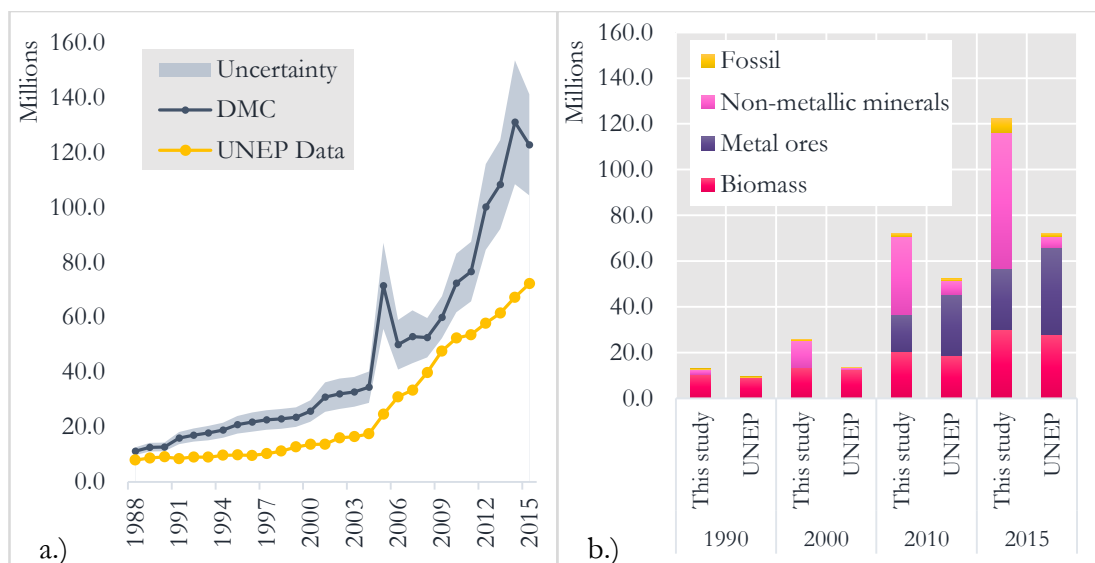 160.0
140.0
120.0
100.0
80.0
60.0
40.0
20.0
0.0
Millions
Uncertainty
DMC
UNEP Data
1988
1991
1994
1997
2000
2003
2006
2009
2012
2015
a.)
160.0
140.0
120.0
100.0
80.0
60.0
40.0
20.0
0.0
Millions
Fossil
Non-metallic minerals
Metal ores
Biomass
This study
UNEP
This study
UNEP
This study
UNEP
This study
UNEP
1990
2000
2010
2015
b.)